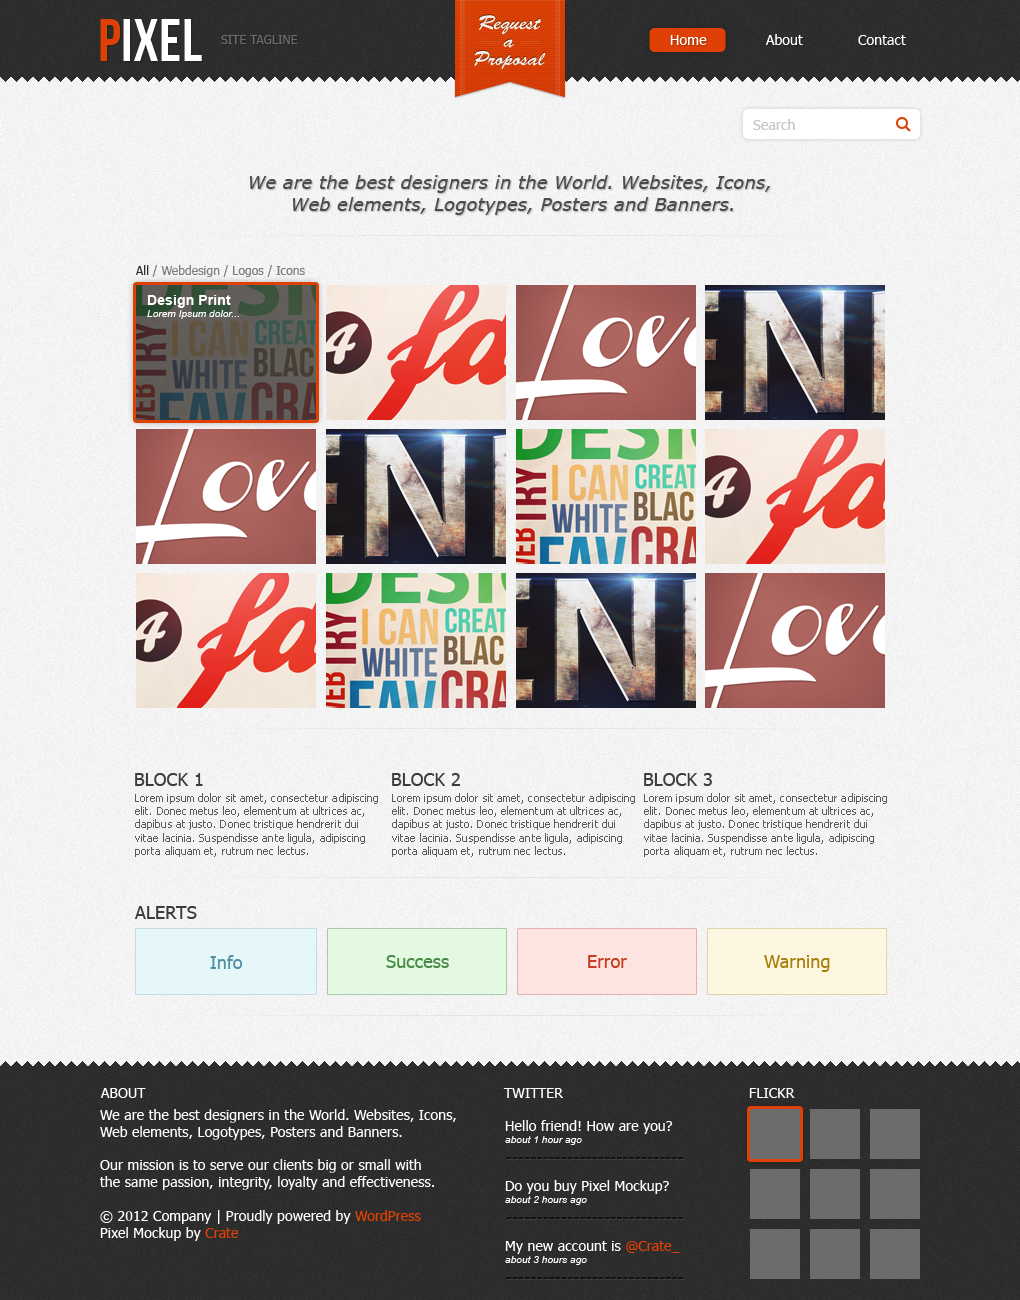 PIXEL
SITE TAGLINE
Request
a
Proposal
Home
About
Contact
Search
We are the best designers in the World. Websites, Icons,
Web elements, Logotypes, Posters and Banners.
All / Webdesign / Logos / Icons
Design Print
Lorem Ipsum dolor...
BLOCK 1
Lorem ipsum dolor sit amet, consectetur adipiscing
elit. Donec metus leo, elementum at ultrices ac,
dapibus at justo. Donec tristique hendrerit dui
vitae lacinia. Suspendisse ante ligula, adipiscing
porta aliquam et, rutrum nec lectus.
BLOCK 2
Lorem ipsum dolor sit amet, consectetur adipiscing
elit. Donec metus leo, elementum at ultrices ac,
dapibus at justo. Donec tristique hendrerit dui
vitae lacinia. Suspendisse ante ligula, adipiscing
porta aliquam et, rutrum nec lectus.
BLOCK 3
Lorem ipsum dolor sit amet, consectetur adipiscing
elit. Donec metus leo, elementum at ultrices ac,
dapibus at justo. Donec tristique hendrerit dui
vitae lacinia. Suspendisse ante ligula, adipiscing
porta aliquam et, rutrum nec lectus.
ALERTS
Info
Success
Error
Warning
ABOUT
We are the best designers in the World. Websites, Icons,
Web elements, Logotypes, Posters and Banners.
Our mission is to serve our clients big or small with
the same passion, integrity, loyalty and effectiveness.
© 2012 Company | Proudly powered by WordPress
Pixel Mockup by Crate
TWITTER
Hello friend! How are you?
about 1 hour ago
Do you buy Pixel Mockup?
about 2 hours ago
My new account is @Crate_
about 3 hours ago
FLICKR